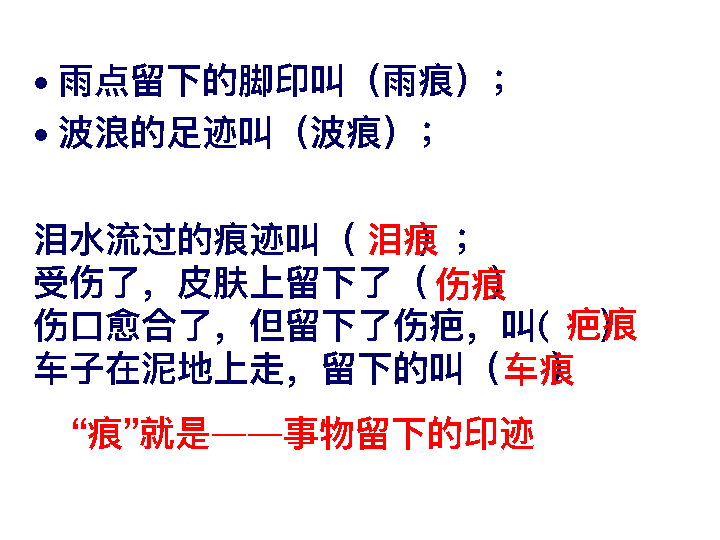 • 雨点留下的脚印叫（雨痕）；
• 波浪的足迹叫（波痕）；
泪水流过的痕迹叫（ 泪痕）；
受伤了，皮肤上留下了（ 伤痕）
伤口愈合了，但留下了伤疤，叫( 疤痕）
车子在泥地上走，留下的叫（车痕）
“痕”就是——事物留下的印迹